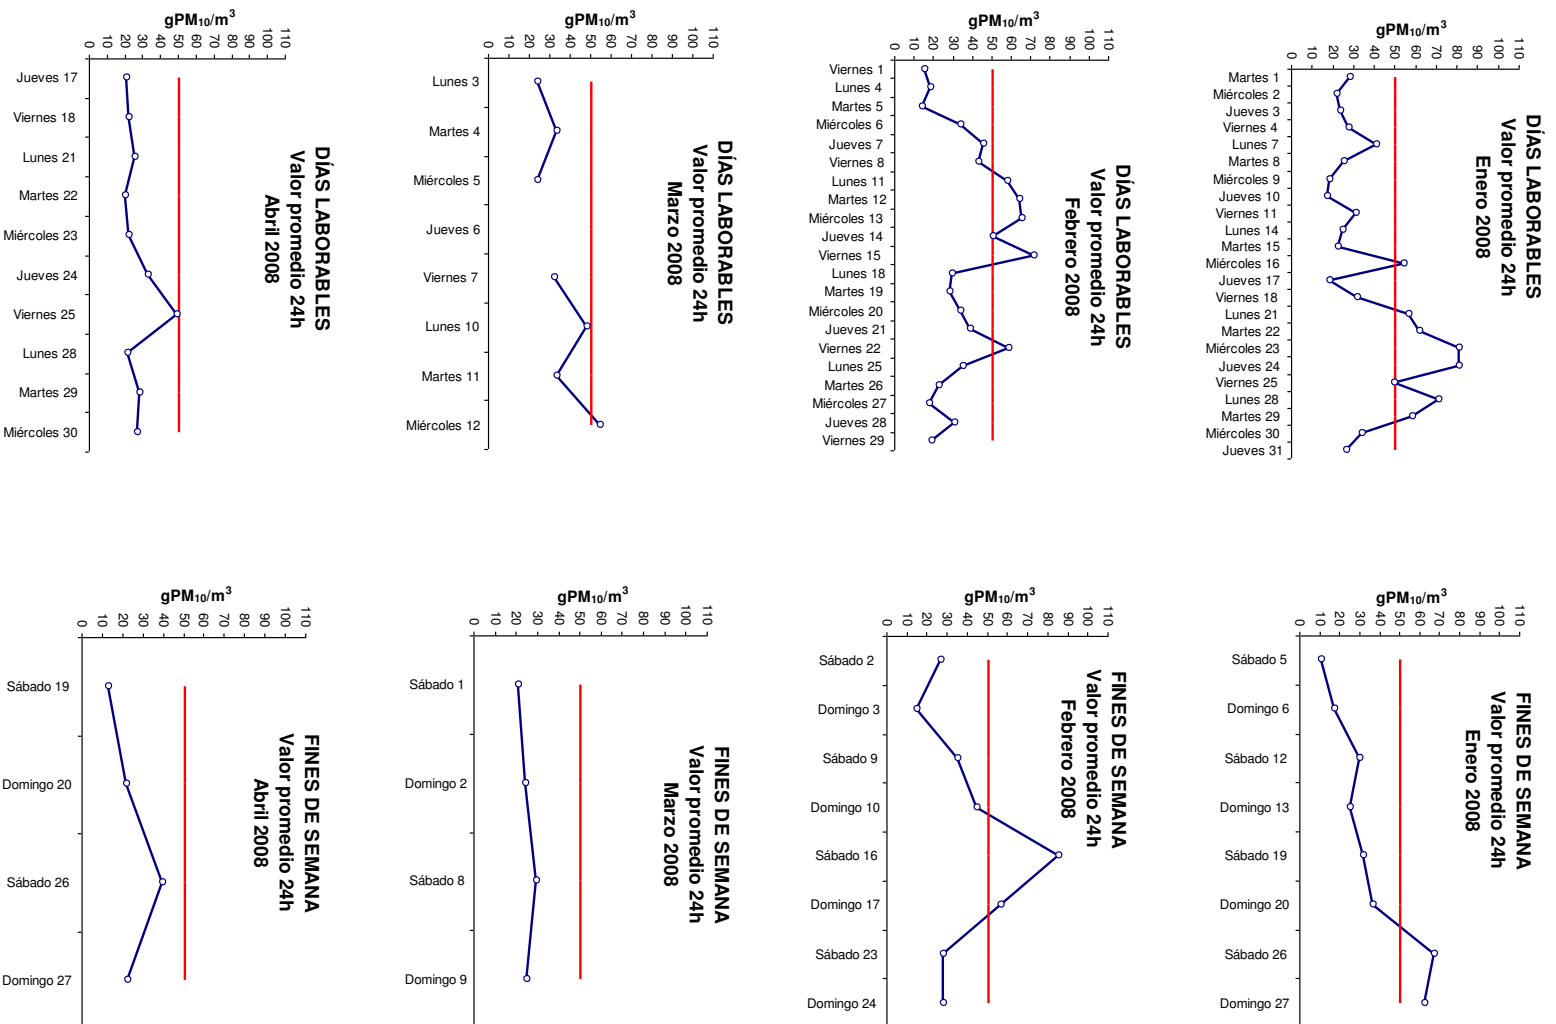 gPM10/m3
0 10 20 30 40 50 60 70 80 90 100 110
Jueves 17
Viernes 18
Lunes 21
Martes 22
Miércoles 23
Jueves 24
Viernes 25
Lunes 28
Martes 29
Miércoles 30
DÍAS LABORABLES
Valor promedio 24h
Abril 2008
gPM10/m3
0 10 20 30 40 50 60 70 80 90 100 110
Lunes 3
Martes 4
Miércoles 5
Jueves 6
Viernes 7
Lunes 10
Martes 11
Miércoles 12
DÍAS LABORABLES
Valor promedio 24h
Marzo 2008
gPM10/m3
0 10 20 30 40 50 60 70 80 90 100 110
Viernes 1
Lunes 4
Martes 5
Miércoles 6
Jueves 7
Viernes 8
Lunes 11
Martes 12
Miércoles 13
Jueves 14
Viernes 15
Lunes 18
Martes 19
Miércoles 20
Jueves 21
Viernes 22
Lunes 25
Martes 26
Miércoles 27
Jueves 28
Viernes 29
DÍAS LABORABLES
Valor promedio 24h
Febrero 2008
gPM10/m3
0 10 20 30 40 50 60 70 80 90 100 110
Martes 1
Miércoles 2
Jueves 3
Viernes 4
Lunes 7
Martes 8
Miércoles 9
Jueves 10
Viernes 11
Lunes 14
Martes 15
Miércoles 16
Jueves 17
Viernes 18
Lunes 21
Martes 22
Miércoles 23
Jueves 24
Viernes 25
Lunes 28
Martes 29
Miércoles 30
Jueves 31
DÍAS LABORABLES
Valor promedio 24h
Enero 2008
gPM10/m3
0 10 20 30 40 50 60 70 80 90 100 110
Sábado 19
Domingo 20
Sábado 26
Domingo 27
FINES DE SEMANA
Valor promedio 24h
Abril 2008
gPM10/m3
0 10 20 30 40 50 60 70 80 90 100 110
Sábado 1
Domingo 2
Sábado 8
Domingo 9
FINES DE SEMANA
Valor promedio 24h
Marzo 2008
gPM10/m3
0 10 20 30 40 50 60 70 80 90 100 110
Sábado 2
Domingo 3
Sábado 9
Domingo 10
Sábado 16
Domingo 17
Sábado 23
Domingo 24
FINES DE SEMANA
Valor promedio 24h
Febrero 2008
gPM10/m3
0 10 20 30 40 50 60 70 80 90 100 110
Sábado 5
Domingo 6
Sábado 12
Domingo 13
Sábado 19
Domingo 20
Sábado 26
Domingo 27
FINES DE SEMANA
Valor promedio 24h
Enero 2008